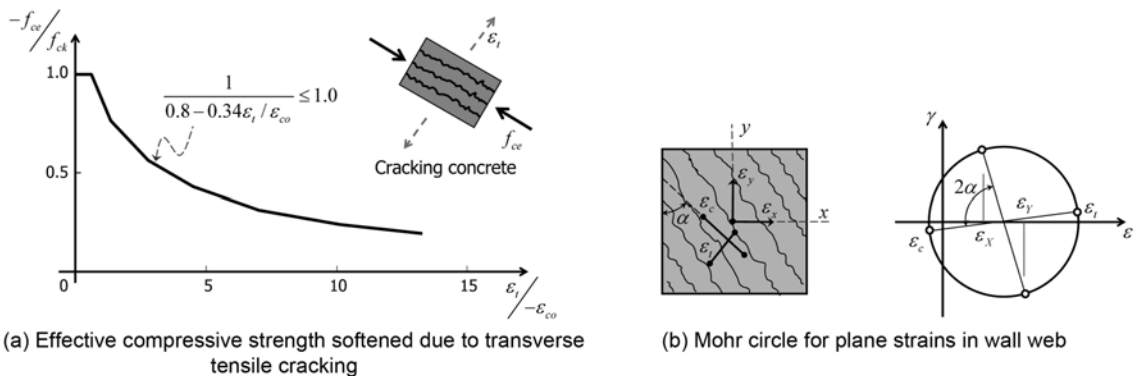 −f_ce / f_ck
1.0
0.5
0
5
10
15
ε_t / −ε_co
1 / (0.8 − 0.34ε_t / ε_co) ≤ 1.0
ε_t
f_ce
Cracking concrete
(a) Effective compressive strength softened due to transverse
tensile cracking
y
ε_y
ε_c
ε_x
x
α
ε_t
γ
2α
ε_Y
ε_t
ε_c
ε_X
ε
(b) Mohr circle for plane strains in wall web